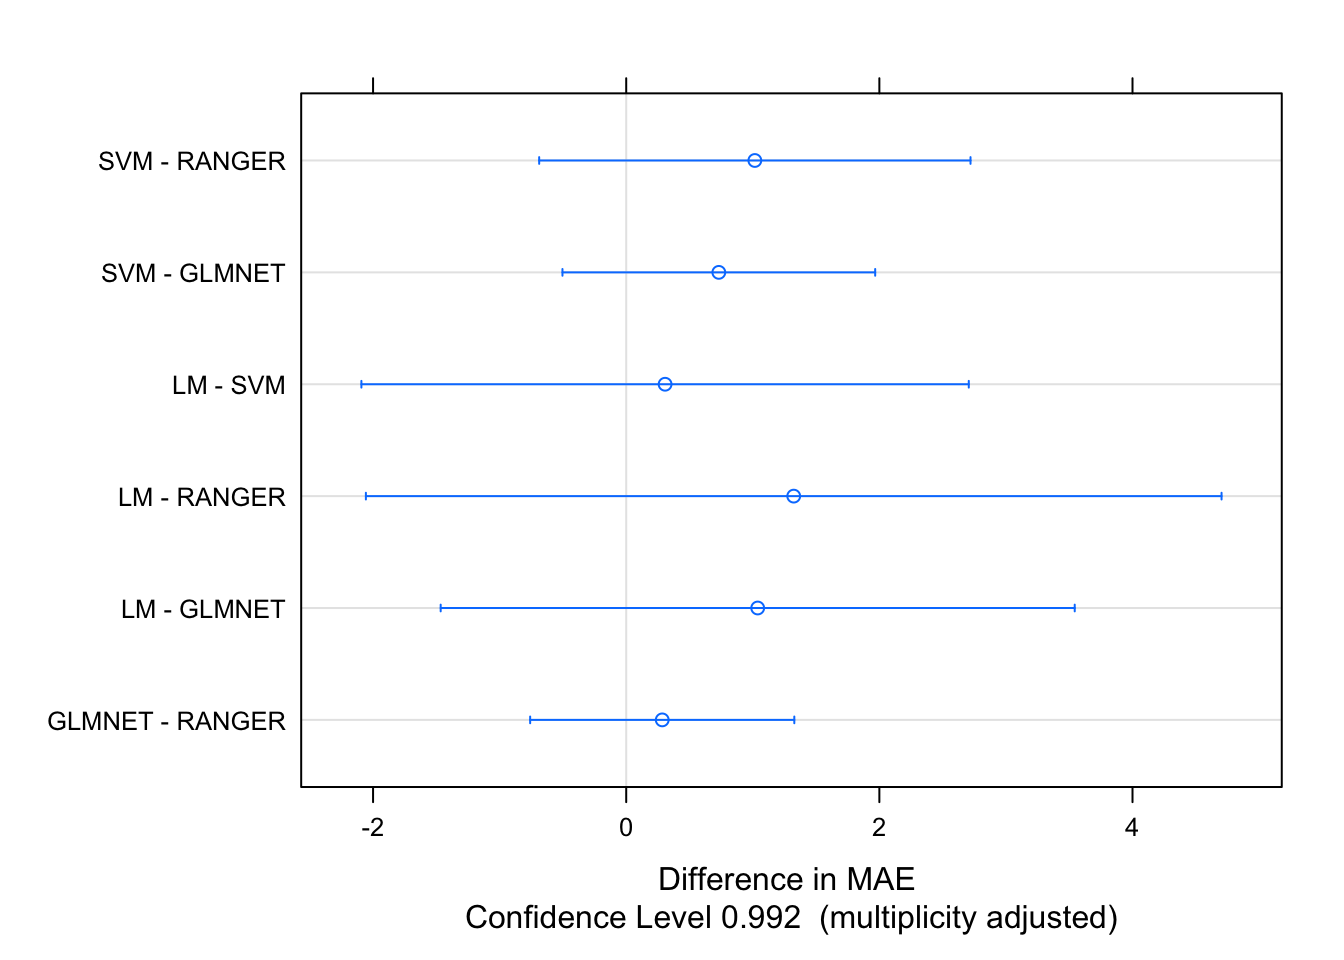 SVM - RANGER
SVM - GLMNET
LM - SVM
LM - RANGER
LM - GLMNET
GLMNET - RANGER
-2 0 2 4
Difference in MAE
Confidence Level 0.992  (multiplicity adjusted)